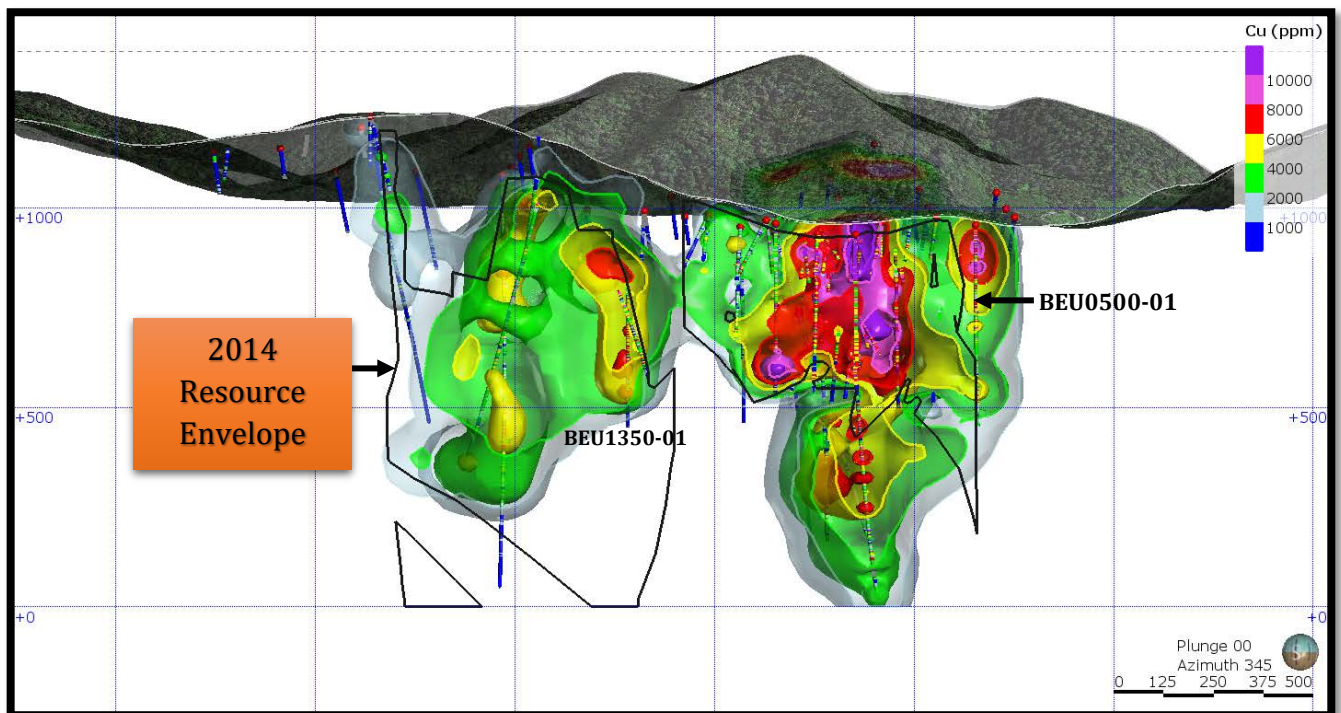 Cu (ppm)
10000
8000
6000
4000
2000
1000
+1000
+1000
BEU0500-01
2014
Resource
Envelope
+500
+500
BEU1350-01
+0
+0
Plunge 00
Azimuth 345
0 125 250 375 500